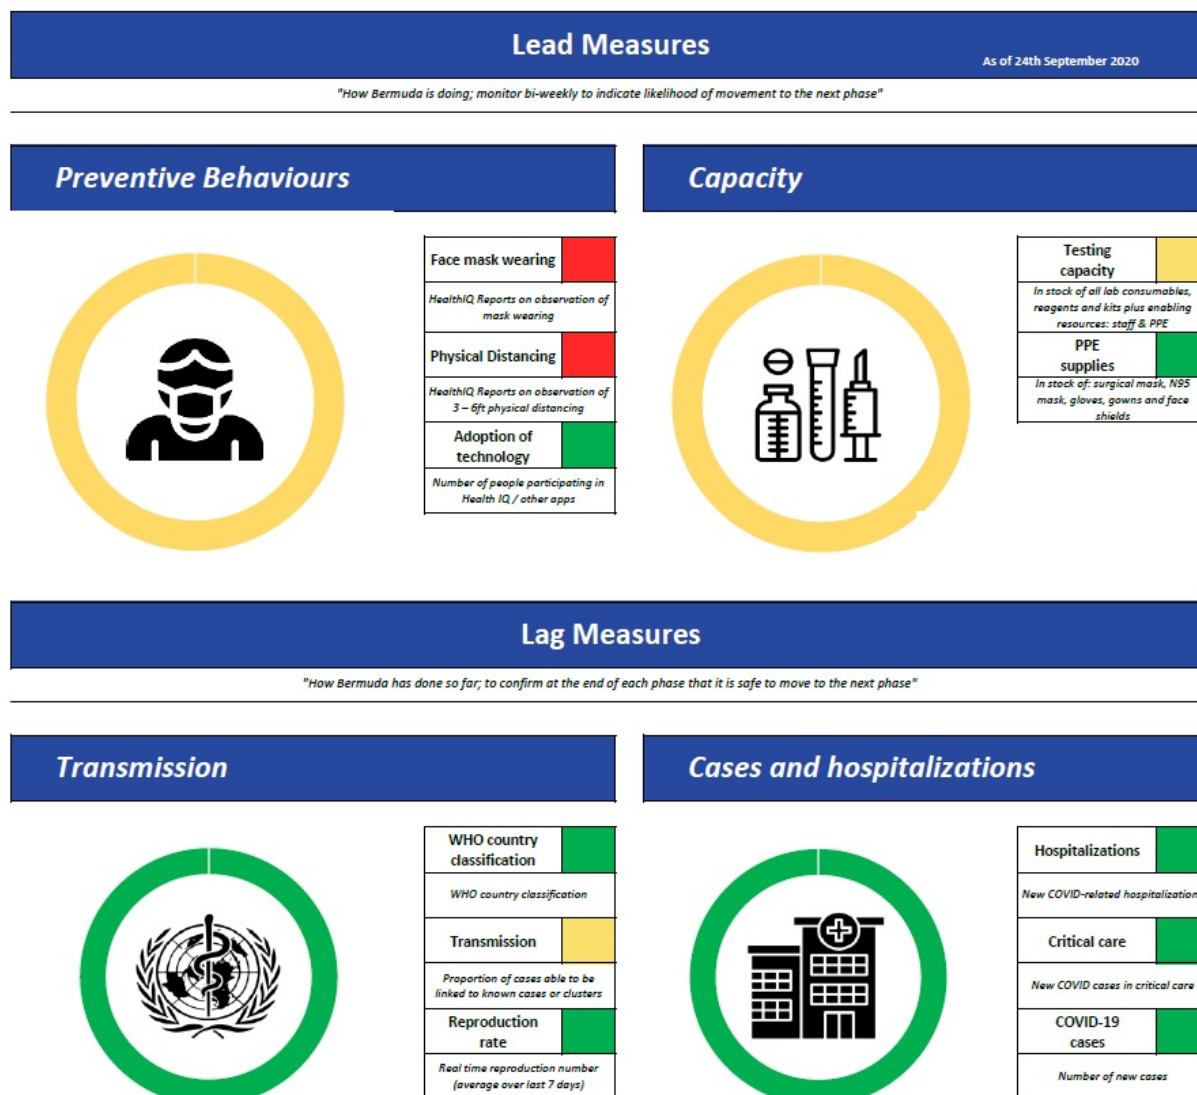 Lead Measures
As of 24th September 2020
"How Bermuda is doing; monitor bi-weekly to indicate likelihood of movement to the next phase"
Preventive Behaviours
Face mask wearing
HealthIQ Reports on observation of
mask wearing
Physical Distancing
HealthIQ Reports on observation of
3 – 6ft physical distancing
Adoption of
technology
Number of people participating in
Health IQ / other apps
Capacity
Testing
capacity
In stock of all lab consumables,
reagents and kits plus enabling
resources: staff & PPE
PPE
supplies
In stock of: surgical mask, N95
mask, gloves, gowns and face
shields
Lag Measures
"How Bermuda has done so far; to confirm at the end of each phase that it is safe to move to the next phase"
Transmission
WHO country
classification
WHO country classification
Transmission
Proportion of cases able to be
linked to known cases or clusters
Reproduction
rate
Real time reproduction number
(average over last 7 days)
Cases and hospitalizations
Hospitalizations
New COVID-related hospitalization
Critical care
New COVID cases in critical care
COVID-19
cases
Number of new cases